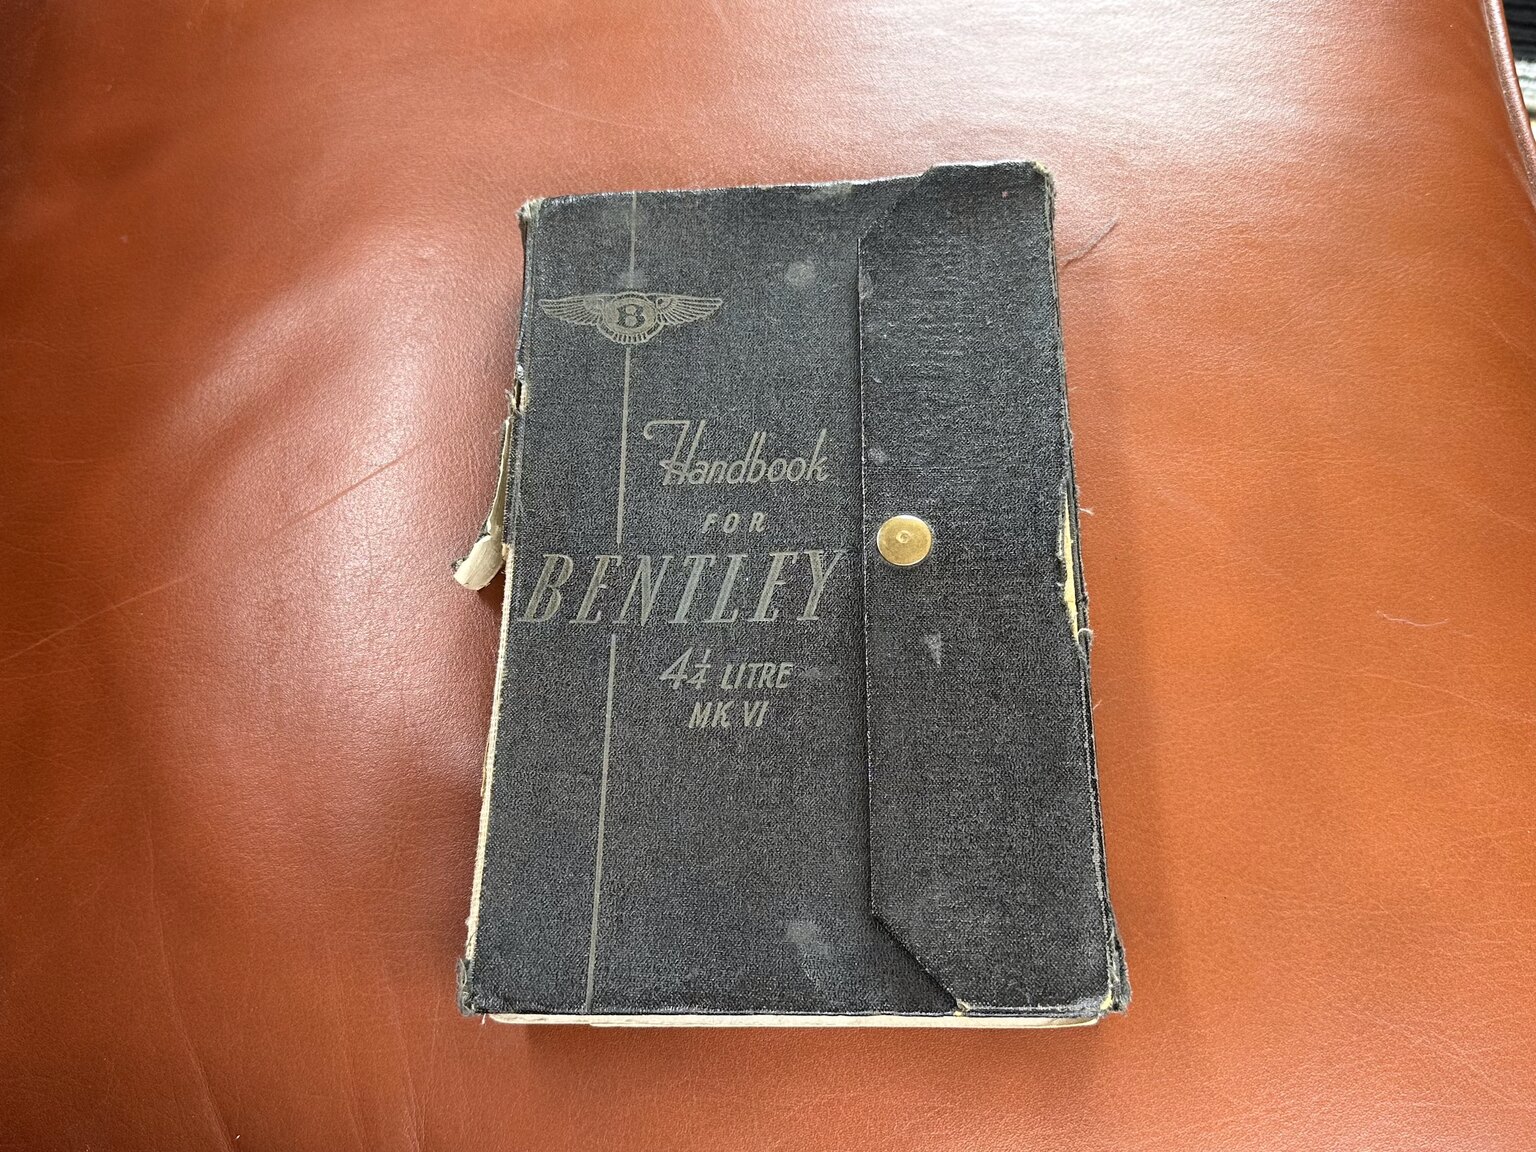 B
Handbook
FOR
BENTLEY
4¼ LITRE
MK VI